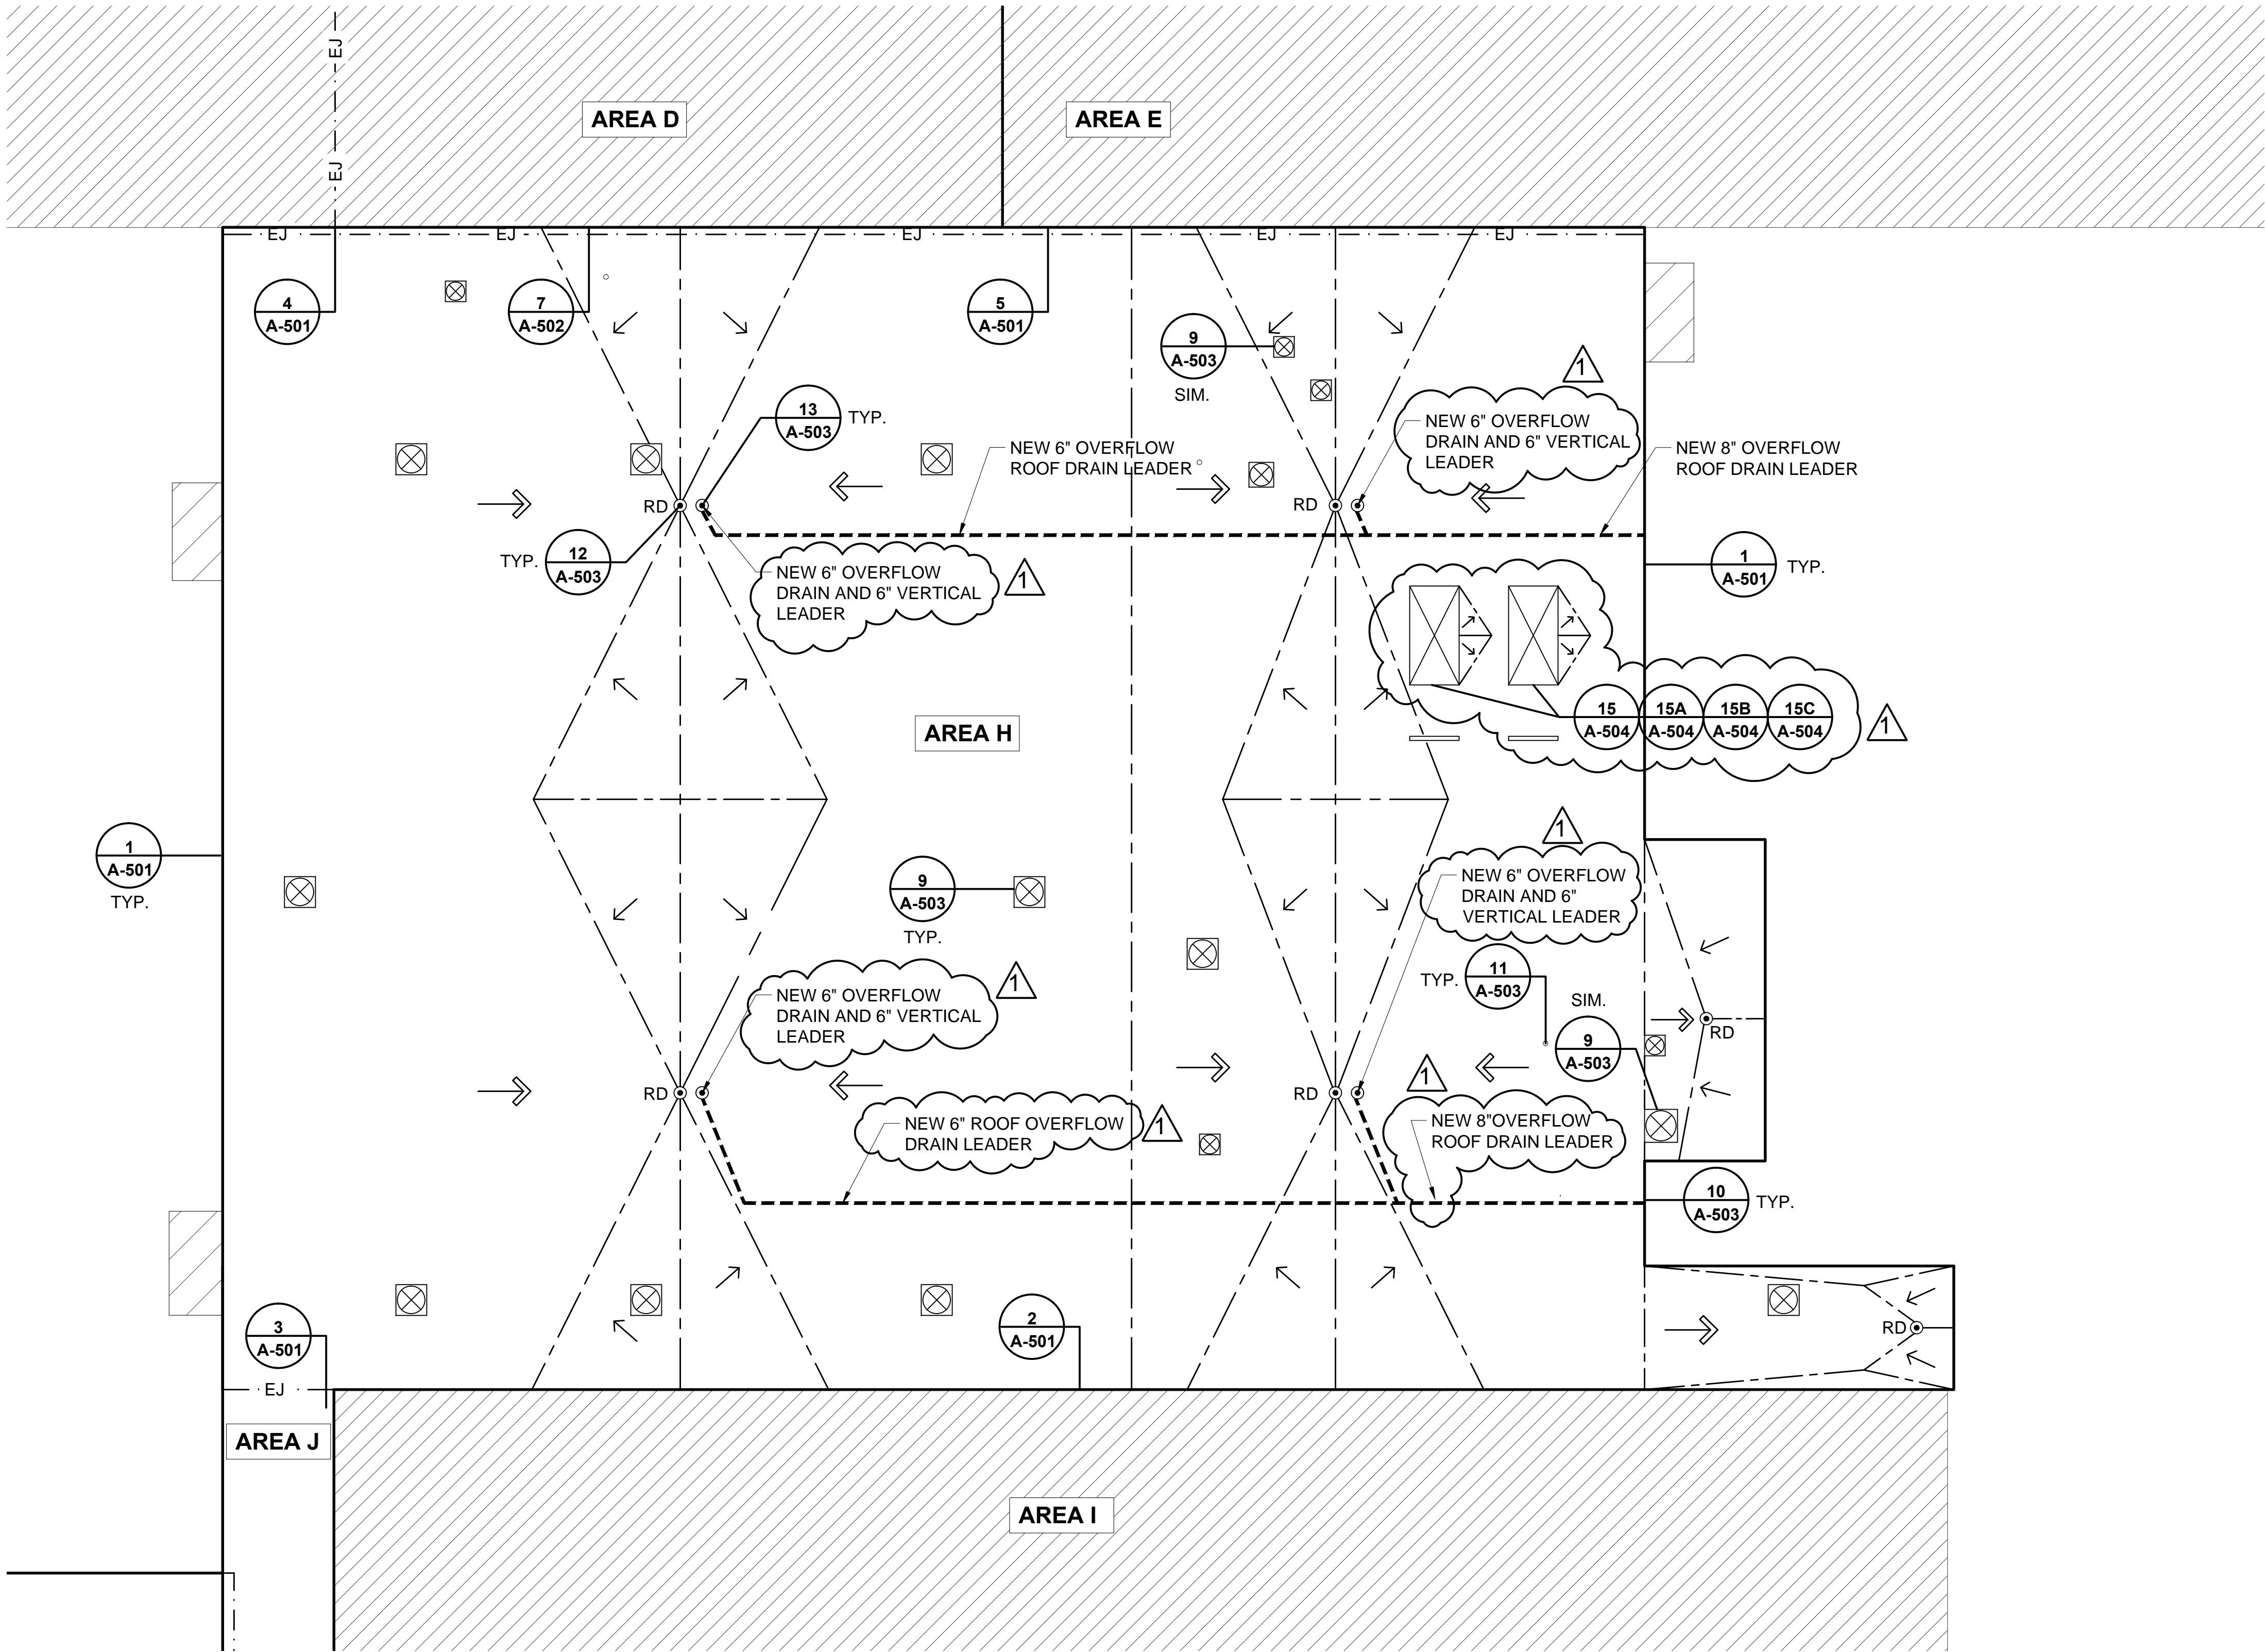 EJ
EJ
AREA D
AREA E
EJ
EJ
EJ
EJ
EJ
4
A-501
7
A-502
5
A-501
9
A-503
SIM.
1
13
A-503
TYP.
NEW 6" OVERFLOW
ROOF DRAIN LEADER
NEW 6" OVERFLOW
DRAIN AND 6" VERTICAL
LEADER
NEW 8" OVERFLOW
ROOF DRAIN LEADER
RD
RD
TYP.
12
A-503
NEW 6" OVERFLOW
DRAIN AND 6" VERTICAL
LEADER
1
1
A-501
TYP.
AREA H
15
A-504
15A
A-504
15B
A-504
15C
A-504
1
1
A-501
TYP.
9
A-503
TYP.
1
NEW 6" OVERFLOW
DRAIN AND 6"
VERTICAL LEADER
TYP.
11
A-503
SIM.
9
A-503
RD
NEW 6" OVERFLOW
DRAIN AND 6" VERTICAL
LEADER
1
RD
RD
NEW 6" ROOF OVERFLOW
DRAIN LEADER
1
1
NEW 8"OVERFLOW
ROOF DRAIN LEADER
10
A-503
TYP.
3
A-501
2
A-501
RD
EJ
AREA J
AREA I